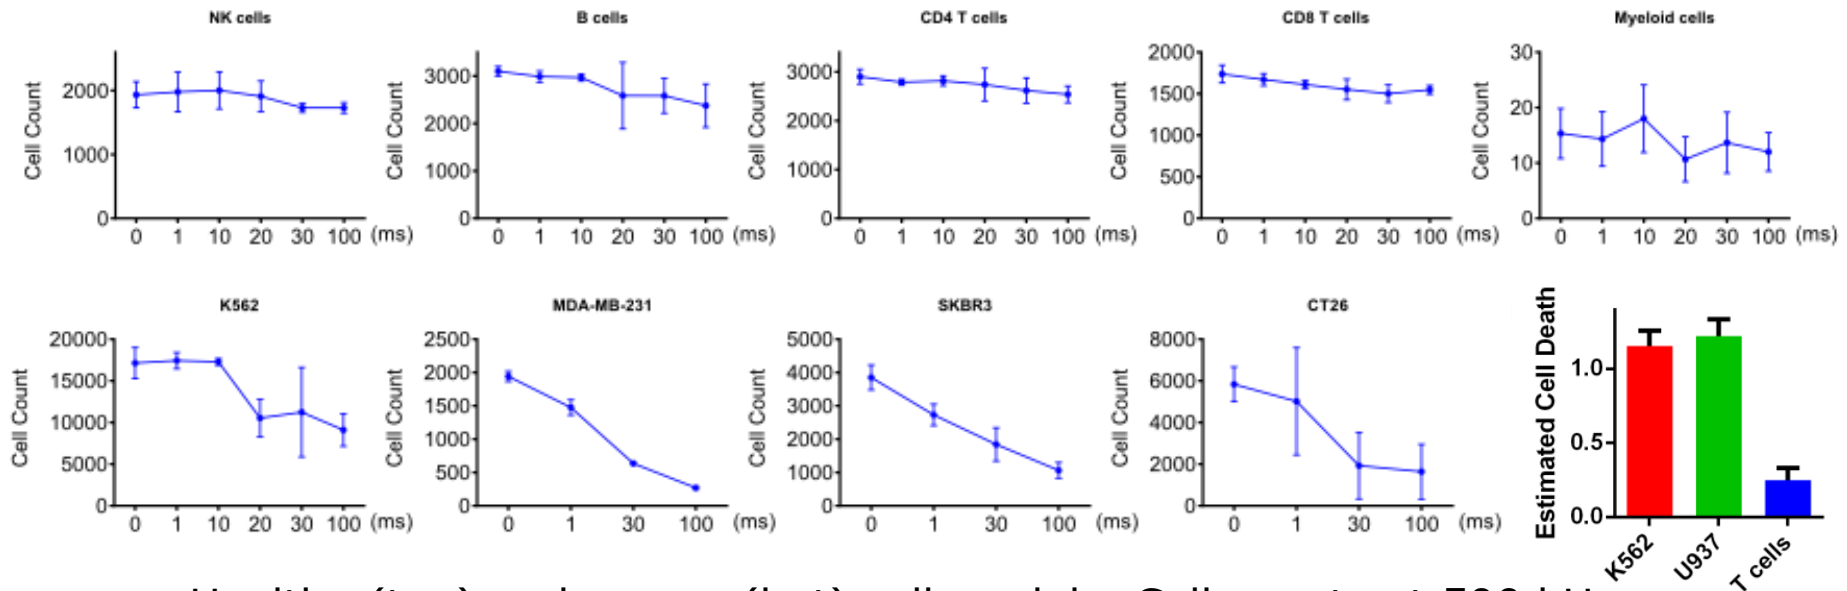 NK cells
B cells
CD4 T cells
CD8 T cells
Myeloid cells
Cell Count
2000
1000
0
0 1 10 20 30 100 (ms)
Cell Count
3000
2000
1000
0
0 1 10 20 30 100 (ms)
Cell Count
3000
2000
1000
0
0 1 10 20 30 100 (ms)
Cell Count
2000
1500
1000
500
0
0 1 10 20 30 100 (ms)
Cell Count
30
20
10
0
0 1 10 20 30 100 (ms)
K562
MDA-MB-231
SKBR3
CT26
Cell Count
20000
15000
10000
5000
0
0 1 10 20 30 100 (ms)
Cell Count
2500
2000
1500
1000
500
0
0 1 30 100 (ms)
Cell Count
5000
4000
3000
2000
1000
0
0 1 30 100 (ms)
Cell Count
8000
6000
4000
2000
0
0 1 30 100 (ms)
Estimated Cell Death
1.0
0.5
0.0
K562
U937
T cells